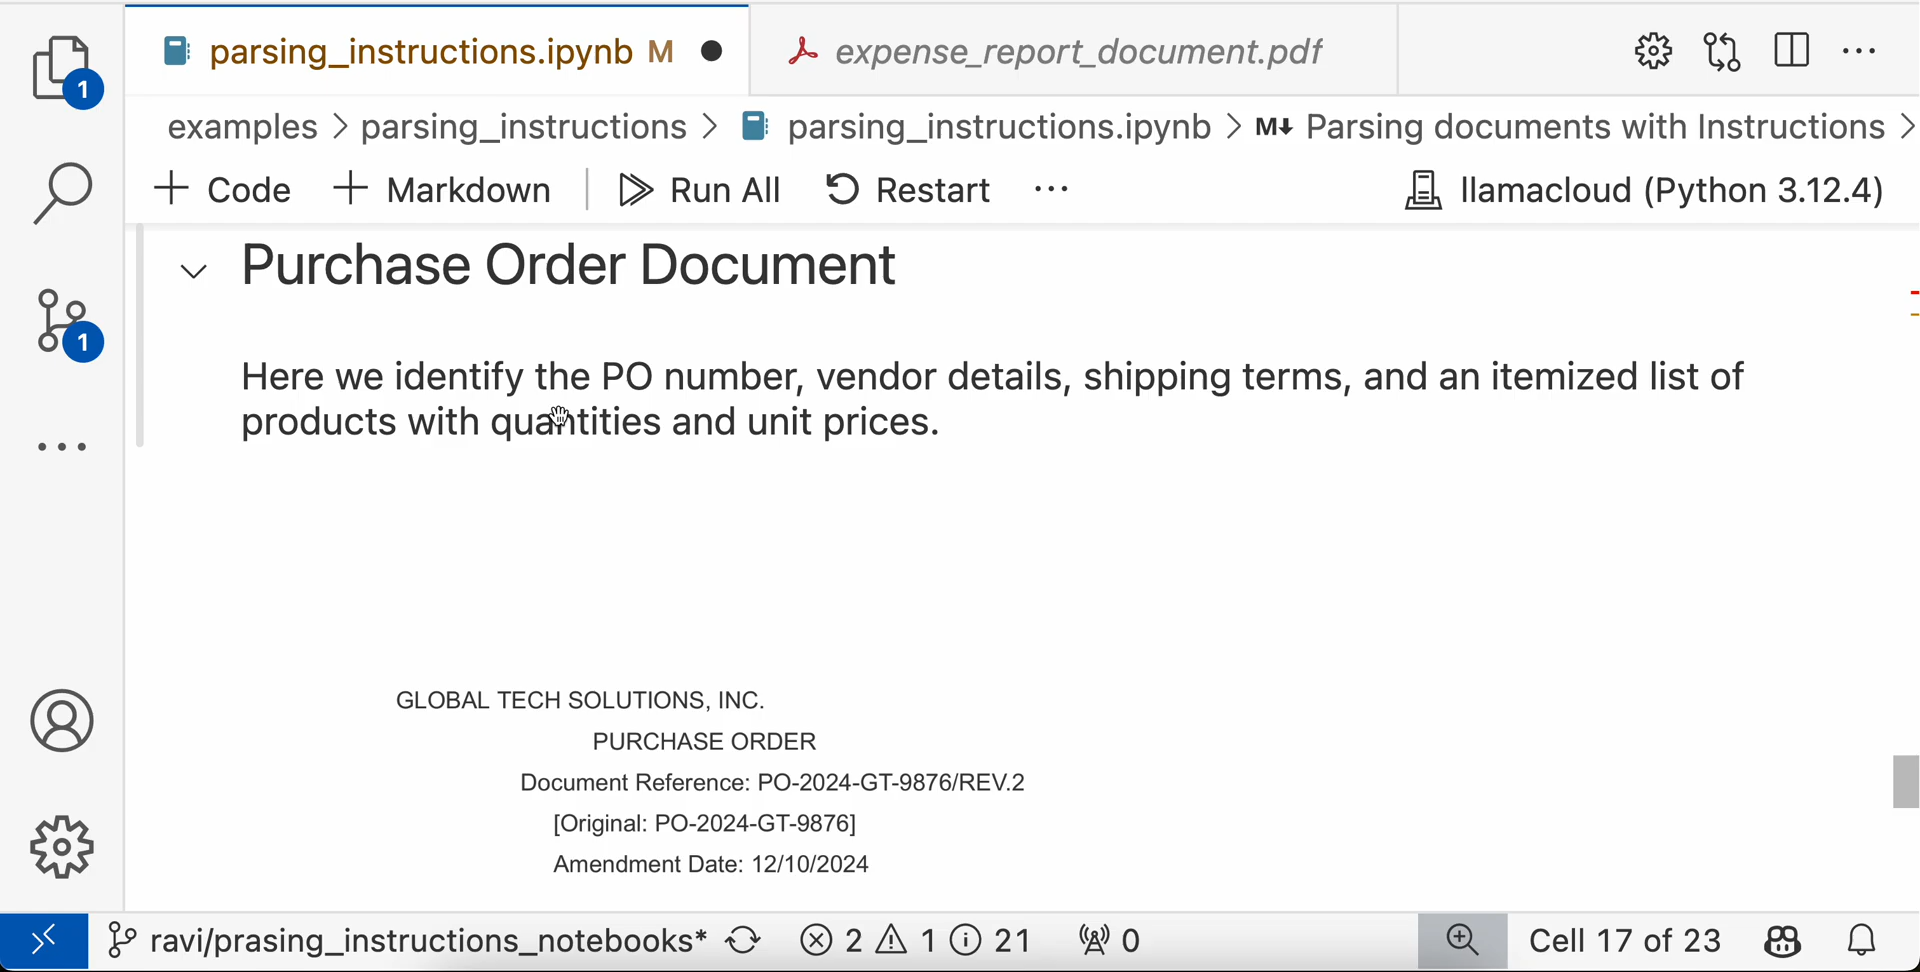 parsing_instructions.ipynb M
expense_report_document.pdf
1
examples > parsing_instructions > parsing_instructions.ipynb > M↓ Parsing documents with Instructions >
+ Code + Markdown Run All Restart ...
llamacloud (Python 3.12.4)
Purchase Order Document
Here we identify the PO number, vendor details, shipping terms, and an itemized list of
products with quantities and unit prices.
1
GLOBAL TECH SOLUTIONS, INC.
PURCHASE ORDER
Document Reference: PO-2024-GT-9876/REV.2
[Original: PO-2024-GT-9876]
Amendment Date: 12/10/2024
ravi/prasing_instructions_notebooks* 2 1 21 0
Cell 17 of 23